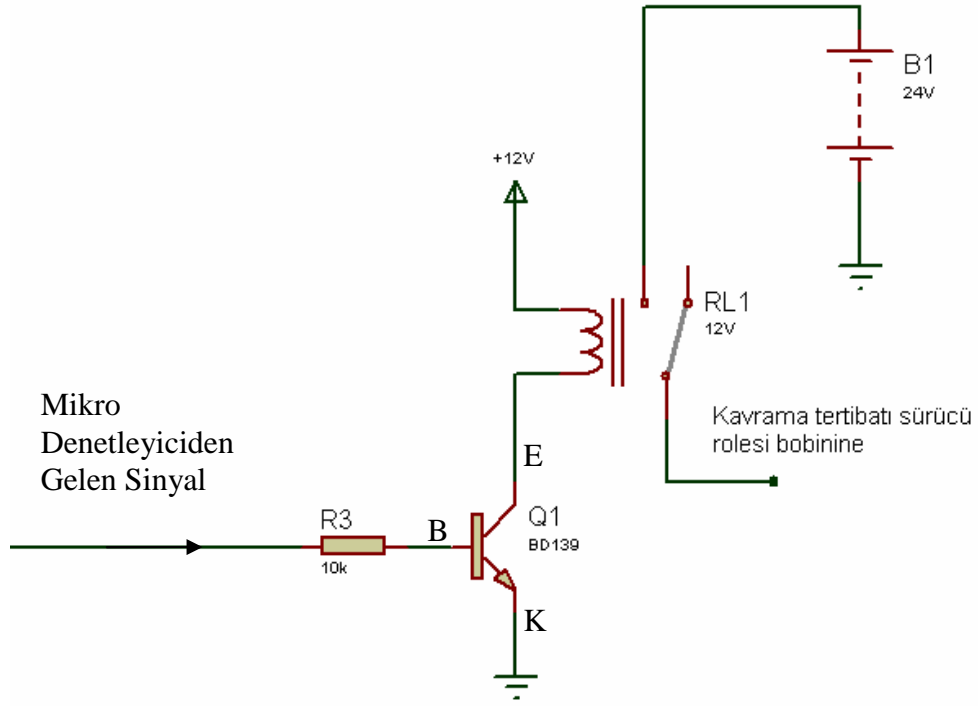 B1
24V
+12V
RL1
12V
Mikro
Denetleyiciden
Gelen Sinyal
Kavrama tertibatı sürücü
rolesi bobinine
E
R3
10k
B
Q1
BD139
K